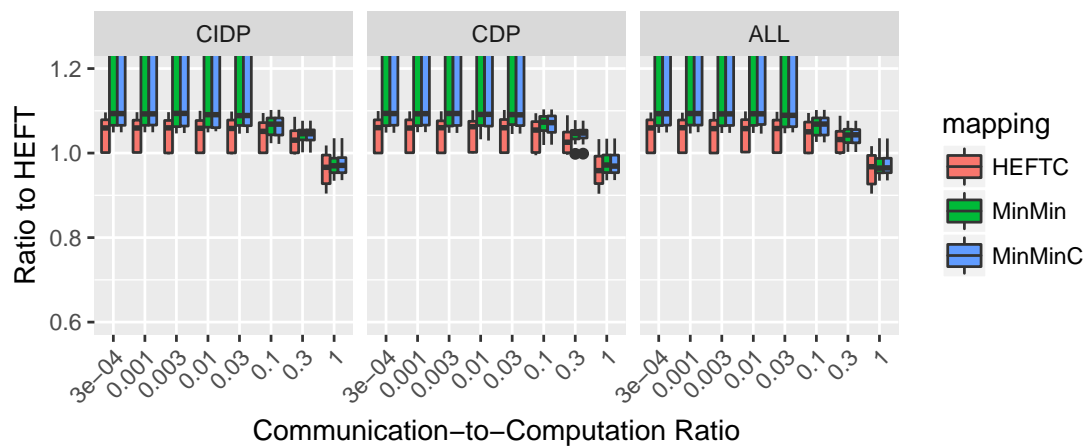 CIDP CDP ALL
1.2
1.0
0.8
0.6
Ratio to HEFT
3e−04 0.001 0.003 0.01 0.03 0.1 0.3 1
3e−04 0.001 0.003 0.01 0.03 0.1 0.3 1
3e−04 0.001 0.003 0.01 0.03 0.1 0.3 1
Communication−to−Computation Ratio
mapping
HEFTC
MinMin
MinMinC